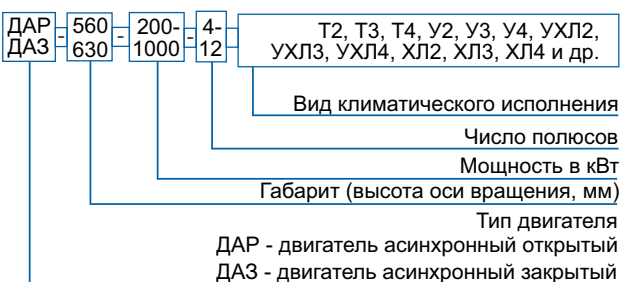 ДАР - 560 - 200- - 4- Т2, Т3, Т4, У2, У3, У4, УХЛ2,
ДАЗ 630 1000 12 УХЛ3, УХЛ4, ХЛ2, ХЛ3, ХЛ4 и др.
Вид климатического исполнения
Число полюсов
Мощность в кВт
Габарит (высота оси вращения, мм)
Тип двигателя
ДАР - двигатель асинхронный открытый
ДАЗ - двигатель асинхронный закрытый